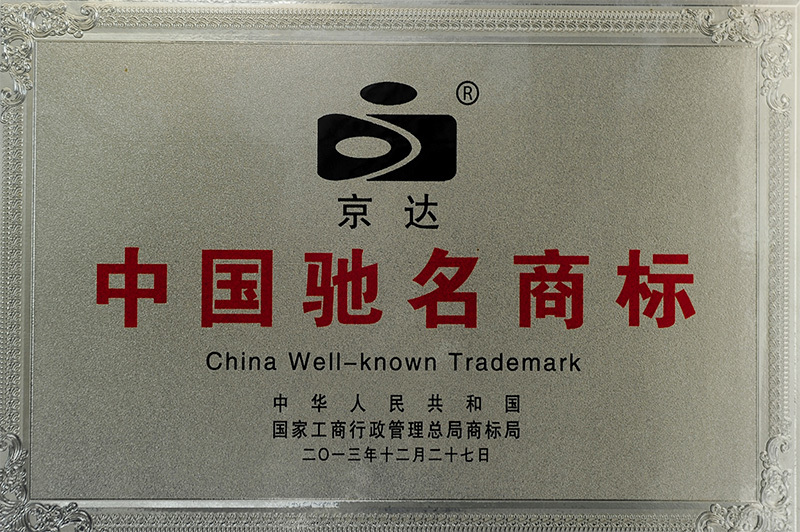 ®
京达
中国驰名商标
China Well-known Trademark
中华人民共和国
国家工商行政管理总局商标局
二〇一三年十二月二十七日